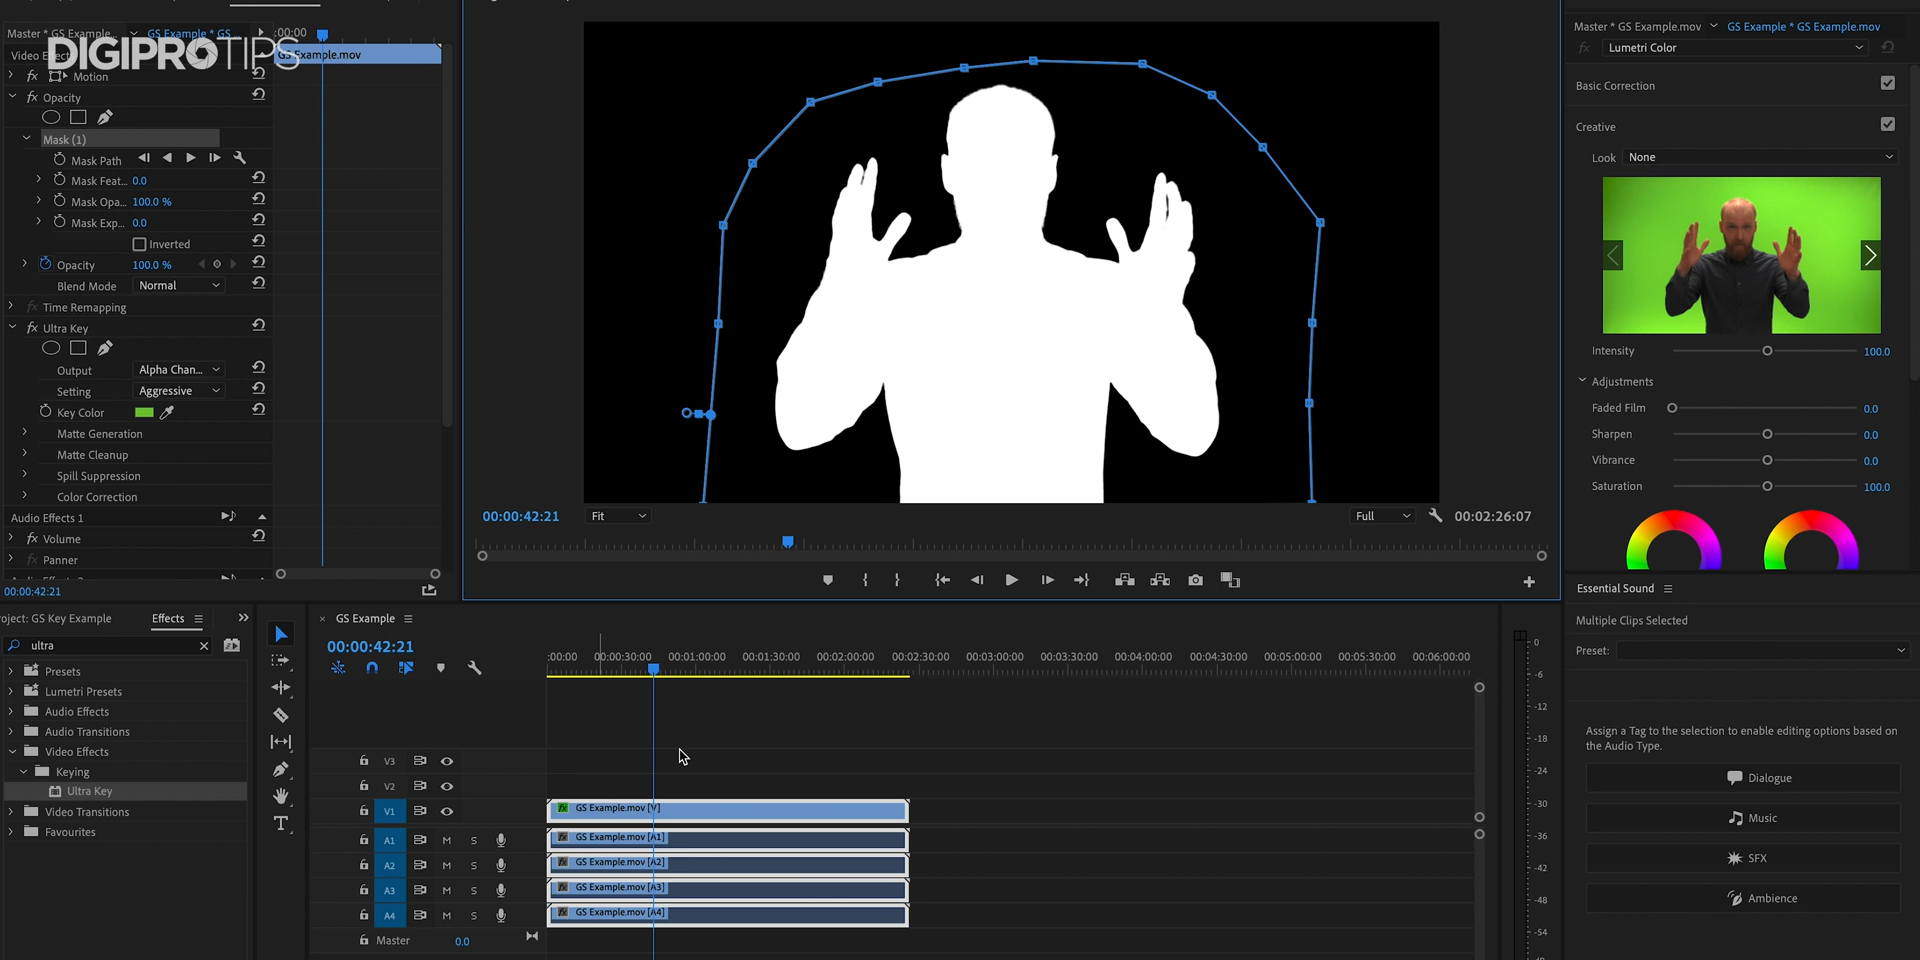 Master * GS Example...
GS Example * GS...
:00:00
DIGIPROTIPS
Video Effects
GS Example.mov
fx Motion
fx Opacity
Mask (1)
Mask Path
Mask Feat... 0.0
Mask Opa... 100.0 %
Mask Exp... 0.0
Inverted
Opacity 100.0 %
Blend Mode Normal
fx Time Remapping
fx Ultra Key
Output Alpha Chan...
Setting Aggressive
Key Color
Matte Generation
Matte Cleanup
Spill Suppression
Color Correction
Audio Effects 1
fx Volume
fx Panner
00:00:42:21
00:00:42:21 Fit Full 00:02:26:07
Master * GS Example.mov GS Example * GS Example.mov
fx Lumetri Color
Basic Correction
Creative
Look None
Intensity 100.0
Adjustments
Faded Film 0.0
Sharpen 0.0
Vibrance 0.0
Saturation 100.0
roject: GS Key Example Effects
ultra
Presets
Lumetri Presets
Audio Effects
Audio Transitions
Video Effects
Keying
Ultra Key
Video Transitions
Favourites
T
× GS Example
00:00:42:21
:00:00 00:00:30:00 00:01:00:00 00:01:30:00 00:02:00:00 00:02:30:00 00:03:00:00 00:03:30:00 00:04:00:00 00:04:30:00 00:05:00:00 00:05:30:00 00:06:00:00
V3
V2
V1 fx GS Example.mov [V]
A1 M S fx GS Example.mov [A1]
A2 M S fx GS Example.mov [A2]
A3 M S fx GS Example.mov [A3]
A4 M S fx GS Example.mov [A4]
Master 0.0
0
-6
-12
-18
-24
-30
-36
-42
-48
-54
Essential Sound
Multiple Clips Selected
Preset:
Assign a Tag to the selection to enable editing options based on
the Audio Type.
Dialogue
Music
SFX
Ambience